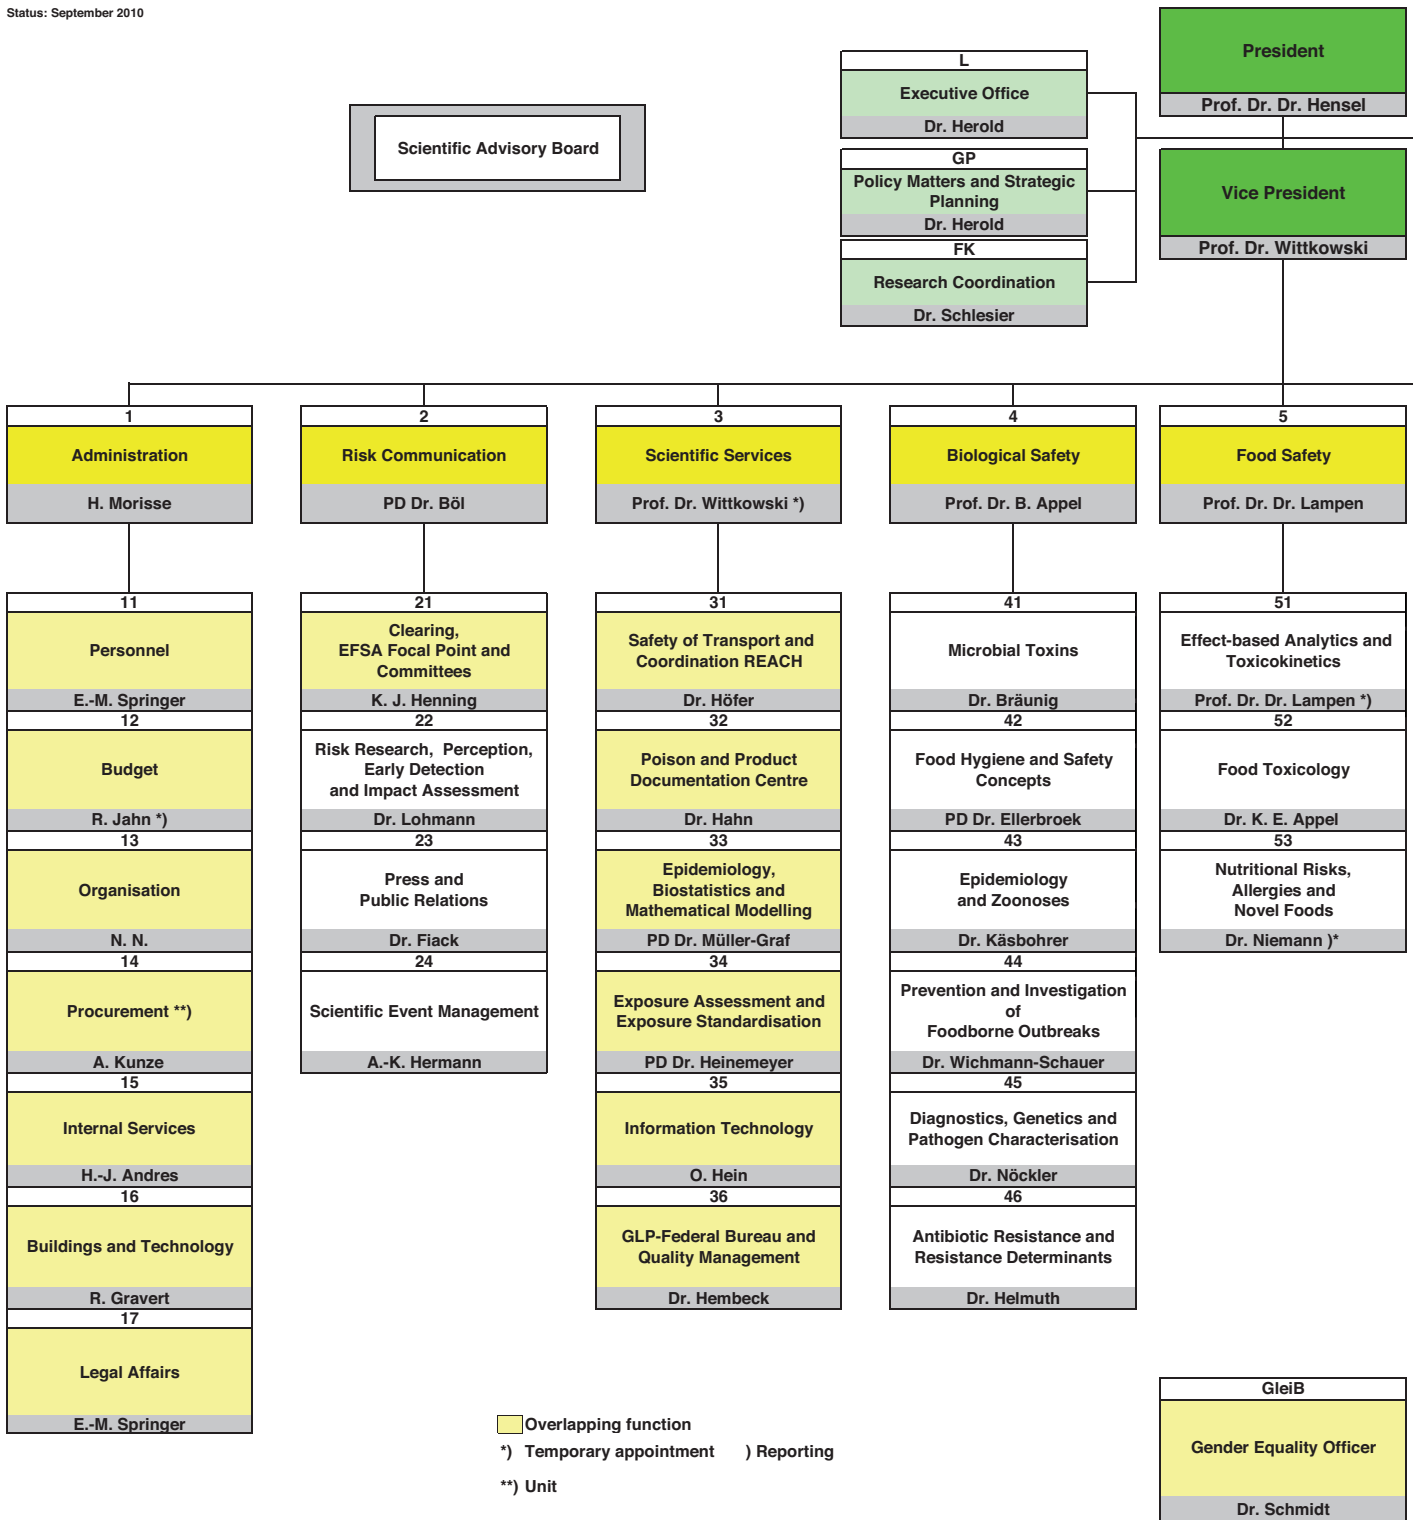 Status: September 2010
President
Prof. Dr. Dr. Hensel
L
Executive Office
Dr. Herold
Scientific Advisory Board
GP
Policy Matters and Strategic
Planning
Dr. Herold
Vice President
Prof. Dr. Wittkowski
FK
Research Coordination
Dr. Schlesier
1
Administration
H. Morisse
2
Risk Communication
PD Dr. Böl
3
Scientific Services
Prof. Dr. Wittkowski *)
4
Biological Safety
Prof. Dr. B. Appel
5
Food Safety
Prof. Dr. Dr. Lampen
11
Personnel
E.-M. Springer
12
Budget
R. Jahn *)
13
Organisation
N. N.
14
Procurement **)
A. Kunze
15
Internal Services
H.-J. Andres
16
Buildings and Technology
R. Gravert
17
Legal Affairs
E.-M. Springer
21
Clearing,
EFSA Focal Point and
Committees
K. J. Henning
22
Risk Research, Perception,
Early Detection
and Impact Assessment
Dr. Lohmann
23
Press and
Public Relations
Dr. Fiack
24
Scientific Event Management
A.-K. Hermann
31
Safety of Transport and
Coordination REACH
Dr. Höfer
32
Poison and Product
Documentation Centre
Dr. Hahn
33
Epidemiology,
Biostatistics and
Mathematical Modelling
PD Dr. Müller-Graf
34
Exposure Assessment and
Exposure Standardisation
PD Dr. Heinemeyer
35
Information Technology
O. Hein
36
GLP-Federal Bureau and
Quality Management
Dr. Hembeck
41
Microbial Toxins
Dr. Bräunig
42
Food Hygiene and Safety
Concepts
PD Dr. Ellerbroek
43
Epidemiology
and Zoonoses
Dr. Käsbohrer
44
Prevention and Investigation
of
Foodborne Outbreaks
Dr. Wichmann-Schauer
45
Diagnostics, Genetics and
Pathogen Characterisation
Dr. Nöckler
46
Antibiotic Resistance and
Resistance Determinants
Dr. Helmuth
51
Effect-based Analytics and
Toxicokinetics
Prof. Dr. Dr. Lampen *)
52
Food Toxicology
Dr. K. E. Appel
53
Nutritional Risks,
Allergies and
Novel Foods
Dr. Niemann )*
GleiB
Gender Equality Officer
Dr. Schmidt
Overlapping function
*) Temporary appointment ) Reporting
**) Unit